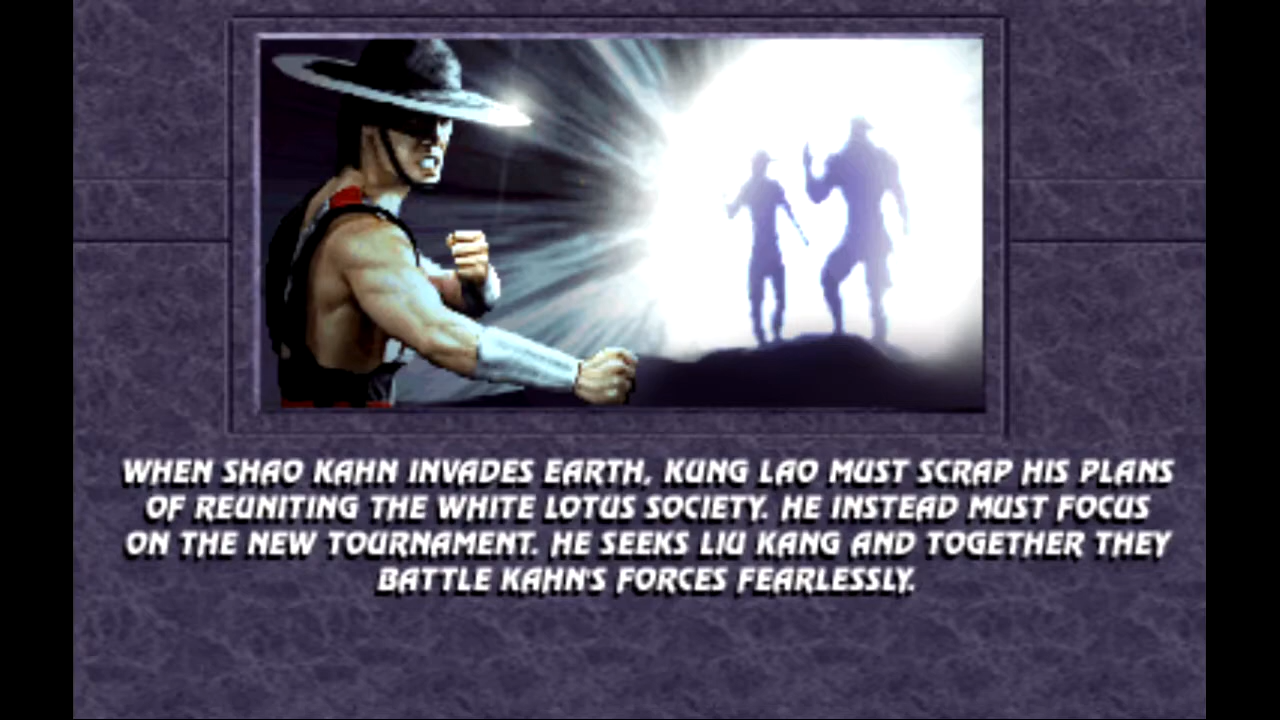 WHEN SHAO KAHN INVADES EARTH, KUNG LAO MUST SCRAP HIS PLANS
OF REUNITING THE WHITE LOTUS SOCIETY. HE INSTEAD MUST FOCUS
ON THE NEW TOURNAMENT. HE SEEKS LIU KANG AND TOGETHER THEY
BATTLE KAHN'S FORCES FEARLESSLY.